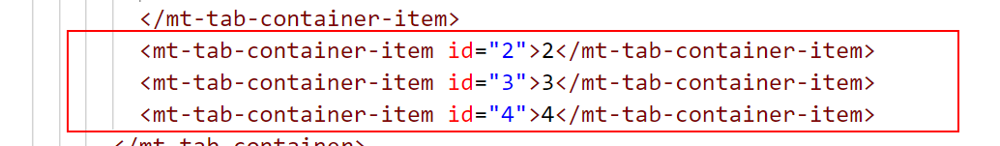 </mt-tab-container-item>
<mt-tab-container-item id="2">2</mt-tab-container-item>
<mt-tab-container-item id="3">3</mt-tab-container-item>
<mt-tab-container-item id="4">4</mt-tab-container-item>
</mt-tab-container>